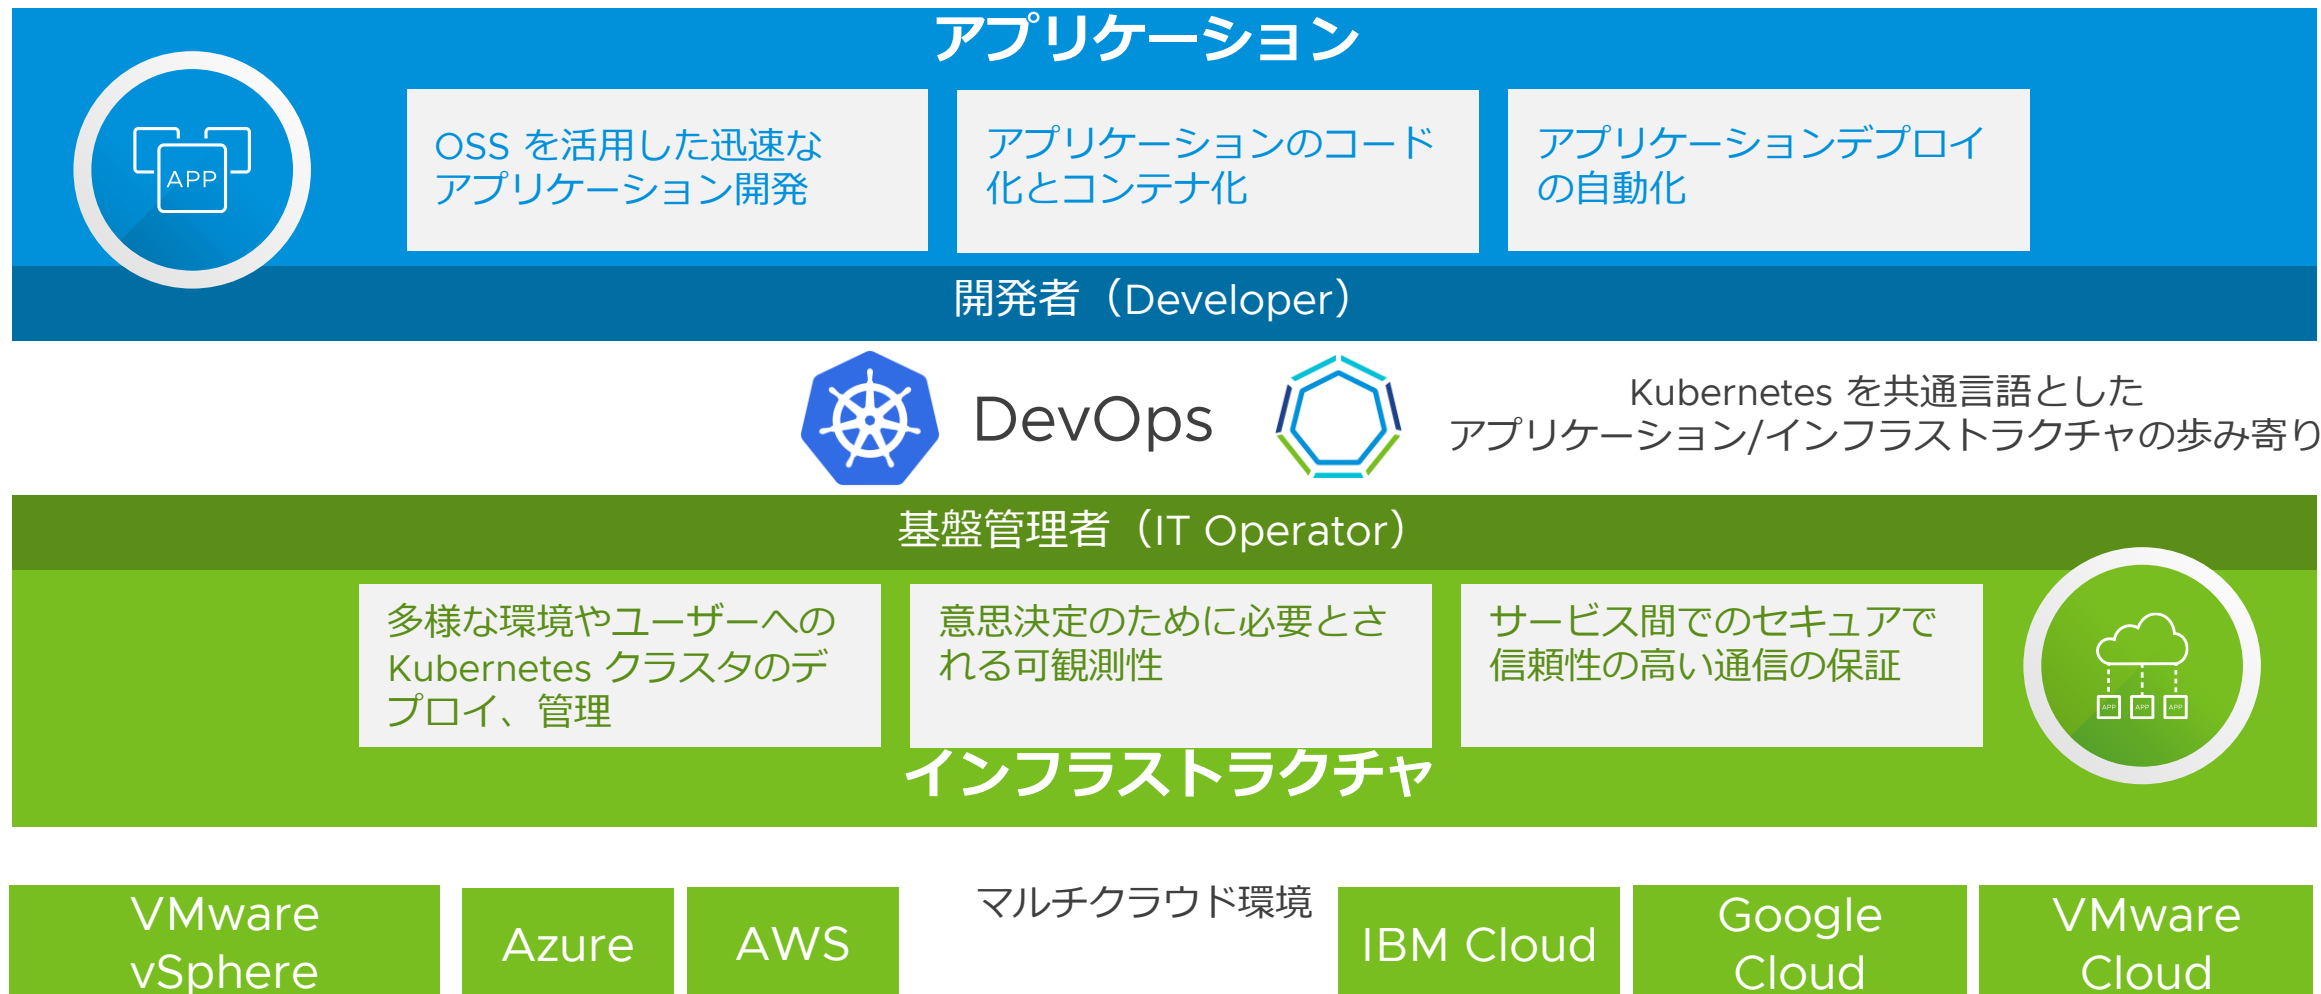 アプリケーション
APP
OSS を活用した迅速な
アプリケーション開発
アプリケーションのコード
化とコンテナ化
アプリケーションデプロイ
の自動化
開発者（Developer）
DevOps
Kubernetes を共通言語とした
アプリケーション/インフラストラクチャの歩み寄り
基盤管理者（IT Operator）
多様な環境やユーザーへの
Kubernetes クラスタのデ
プロイ、管理
意思決定のために必要とさ
れる可観測性
サービス間でのセキュアで
信頼性の高い通信の保証
APP APP APP
インフラストラクチャ
マルチクラウド環境
VMware
vSphere
Azure
AWS
IBM Cloud
Google
Cloud
VMware
Cloud